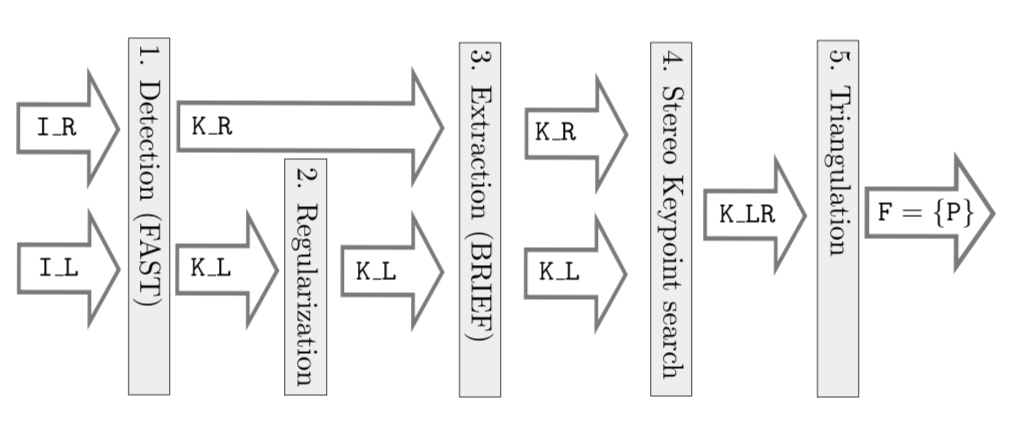 I_R
I_L
1. Detection (FAST)
K_R
K_L
2. Regularization
K_L
3. Extraction (BRIEF)
K_R
K_L
4. Stereo Keypoint search
K_LR
5. Triangulation
F = {P}